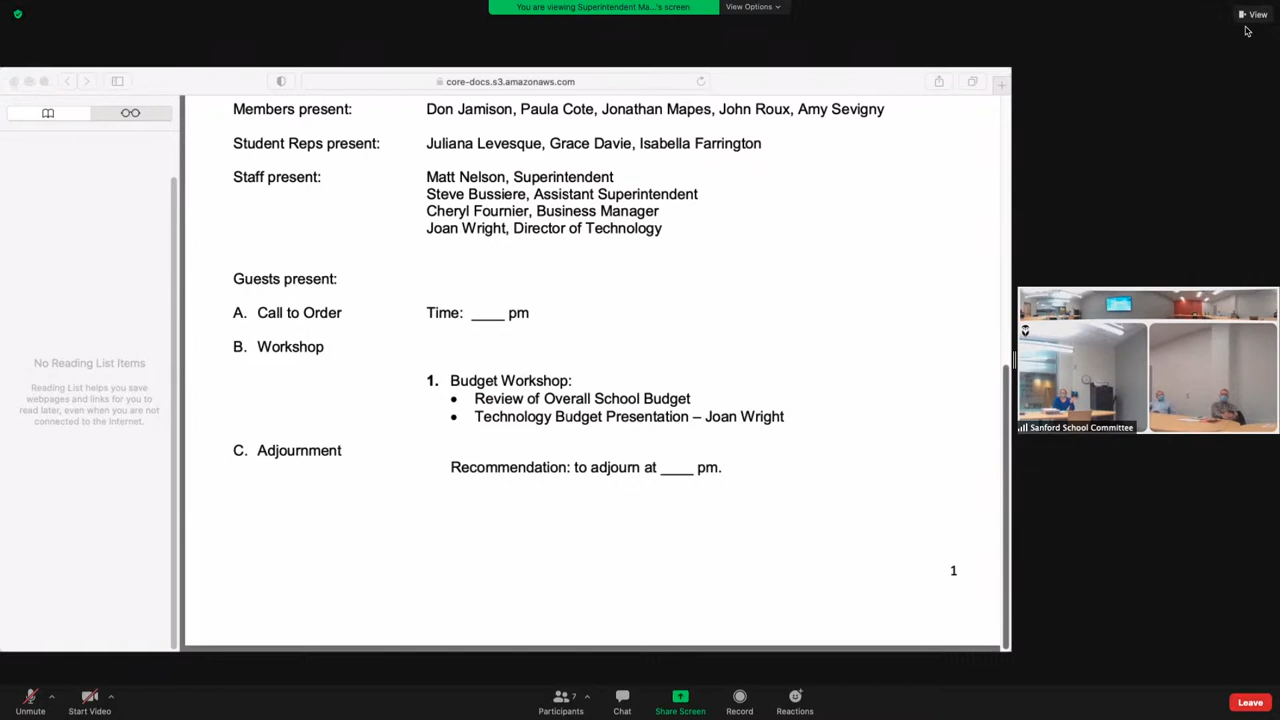 You are viewing Superintendent Ma...'s screen
View Options
View
core-docs.s3.amazonaws.com
Members present: Don Jamison, Paula Cote, Jonathan Mapes, John Roux, Amy Sevigny
Student Reps present: Juliana Levesque, Grace Davie, Isabella Farrington
Staff present: Matt Nelson, Superintendent
Steve Bussiere, Assistant Superintendent
Cheryl Fournier, Business Manager
Joan Wright, Director of Technology
Guests present:
A. Call to Order Time: ____ pm
B. Workshop
No Reading List Items
Reading List helps you save
webpages and links for you to
read later, even when you are not
connected to the Internet.
1. Budget Workshop:
• Review of Overall School Budget
• Technology Budget Presentation – Joan Wright
C. Adjournment
Recommendation: to adjourn at ____ pm.
1
Sanford School Committee
Unmute
Start Video
7
Participants
Chat
Share Screen
Record
Reactions
Leave